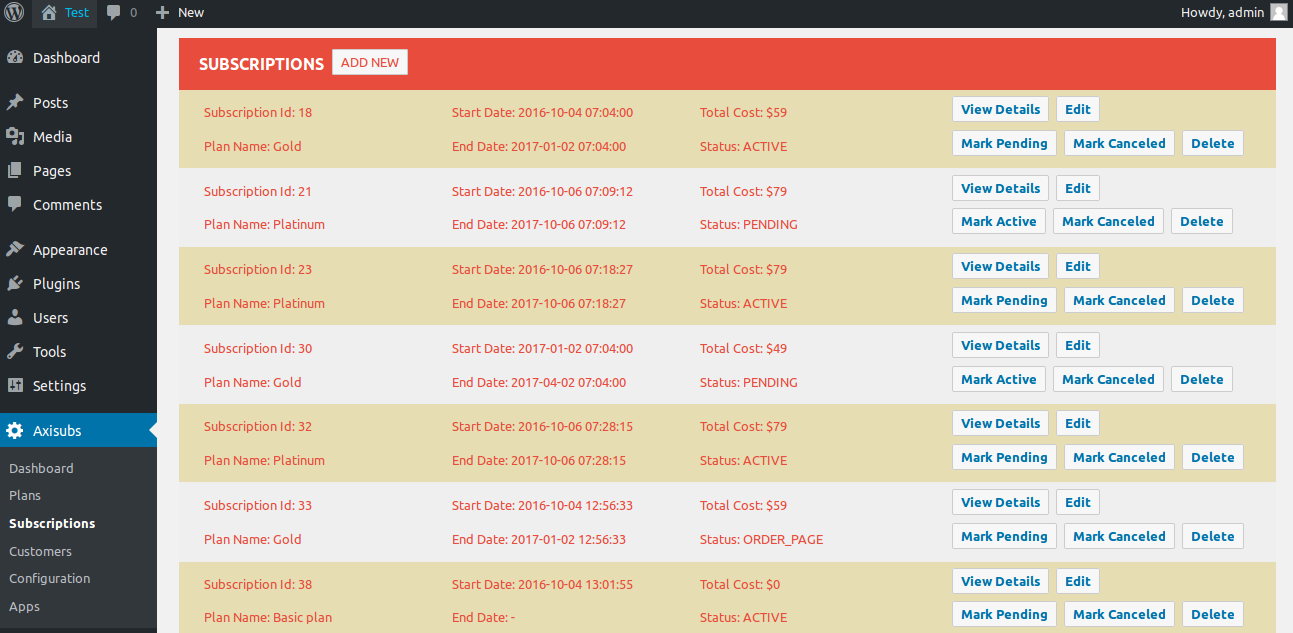 Test 0 New Howdy, admin
Dashboard
Posts
Media
Pages
Comments
Appearance
Plugins
Users
Tools
Settings
Axisubs
Dashboard
Plans
Subscriptions
Customers
Configuration
Apps
SUBSCRIPTIONS ADD NEW
Subscription Id: 18 Start Date: 2016-10-04 07:04:00 Total Cost: $59 View Details Edit
Plan Name: Gold End Date: 2017-01-02 07:04:00 Status: ACTIVE Mark Pending Mark Canceled Delete
Subscription Id: 21 Start Date: 2016-10-06 07:09:12 Total Cost: $79 View Details Edit
Plan Name: Platinum End Date: 2017-10-06 07:09:12 Status: PENDING Mark Active Mark Canceled Delete
Subscription Id: 23 Start Date: 2016-10-06 07:18:27 Total Cost: $79 View Details Edit
Plan Name: Platinum End Date: 2017-10-06 07:18:27 Status: ACTIVE Mark Pending Mark Canceled Delete
Subscription Id: 30 Start Date: 2017-01-02 07:04:00 Total Cost: $49 View Details Edit
Plan Name: Gold End Date: 2017-04-02 07:04:00 Status: PENDING Mark Active Mark Canceled Delete
Subscription Id: 32 Start Date: 2016-10-06 07:28:15 Total Cost: $79 View Details Edit
Plan Name: Platinum End Date: 2017-10-06 07:28:15 Status: ACTIVE Mark Pending Mark Canceled Delete
Subscription Id: 33 Start Date: 2016-10-04 12:56:33 Total Cost: $59 View Details Edit
Plan Name: Gold End Date: 2017-01-02 12:56:33 Status: ORDER_PAGE Mark Pending Mark Canceled Delete
Subscription Id: 38 Start Date: 2016-10-04 13:01:55 Total Cost: $0 View Details Edit
Plan Name: Basic plan End Date: - Status: ACTIVE Mark Pending Mark Canceled Delete